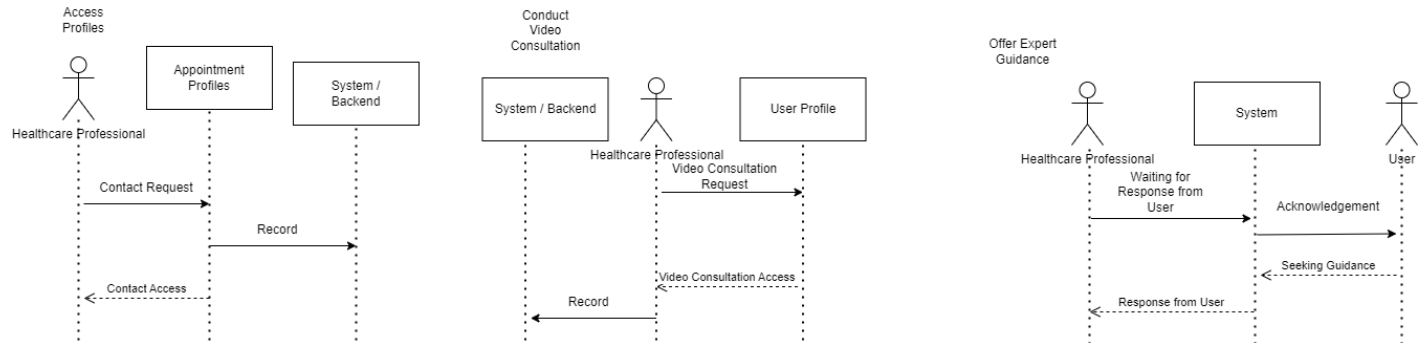 Access
Profiles
Appointment
Profiles
System /
Backend
Healthcare Professional
Contact Request
Record
Contact Access
Conduct
Video
Consultation
System / Backend
User Profile
Healthcare Professional
Video Consultation
Request
Video Consultation Access
Record
Offer Expert
Guidance
System
Healthcare Professional
User
Waiting for
Response from
User
Acknowledgement
Seeking Guidance
Response from User